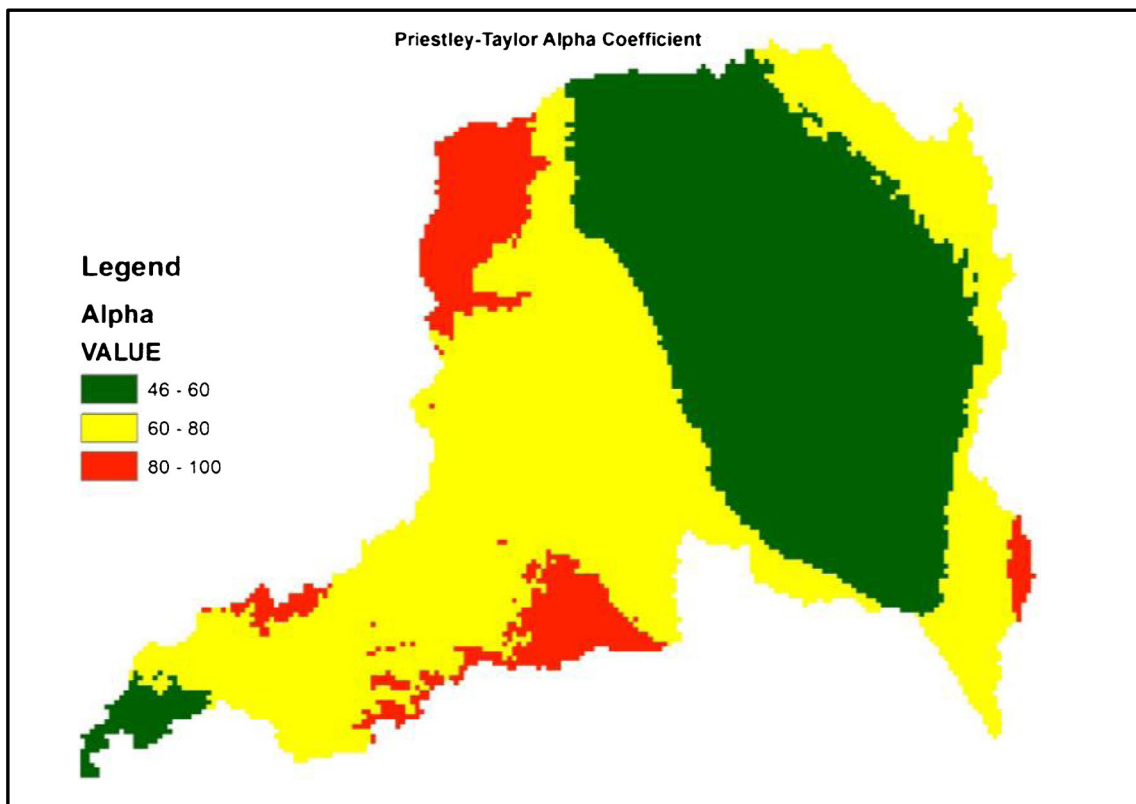 Priestley-Taylor Alpha Coefficient
Legend
Alpha
VALUE
46 - 60
60 - 80
80 - 100